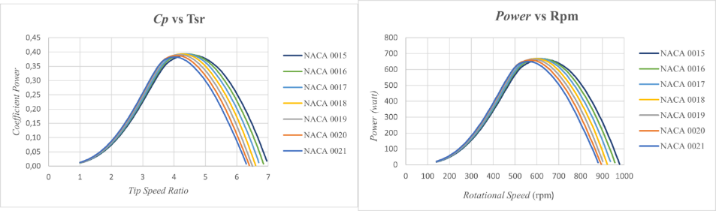 Cp vs Tsr
0,45
0,40
0,35
0,30
0,25
0,20
0,15
0,10
0,05
0,00
Coefficient Power
0 1 2 3 4 5 6 7
Tip Speed Ratio
NACA 0015
NACA 0016
NACA 0017
NACA 0018
NACA 0019
NACA 0020
NACA 0021
Power vs Rpm
800
700
600
500
400
300
200
100
0
Power (watt)
0 100 200 300 400 500 600 700 800 900 1000
Rotational Speed (rpm)
NACA 0015
NACA 0016
NACA 0017
NACA 0018
NACA 0019
NACA 0020
NACA 0021